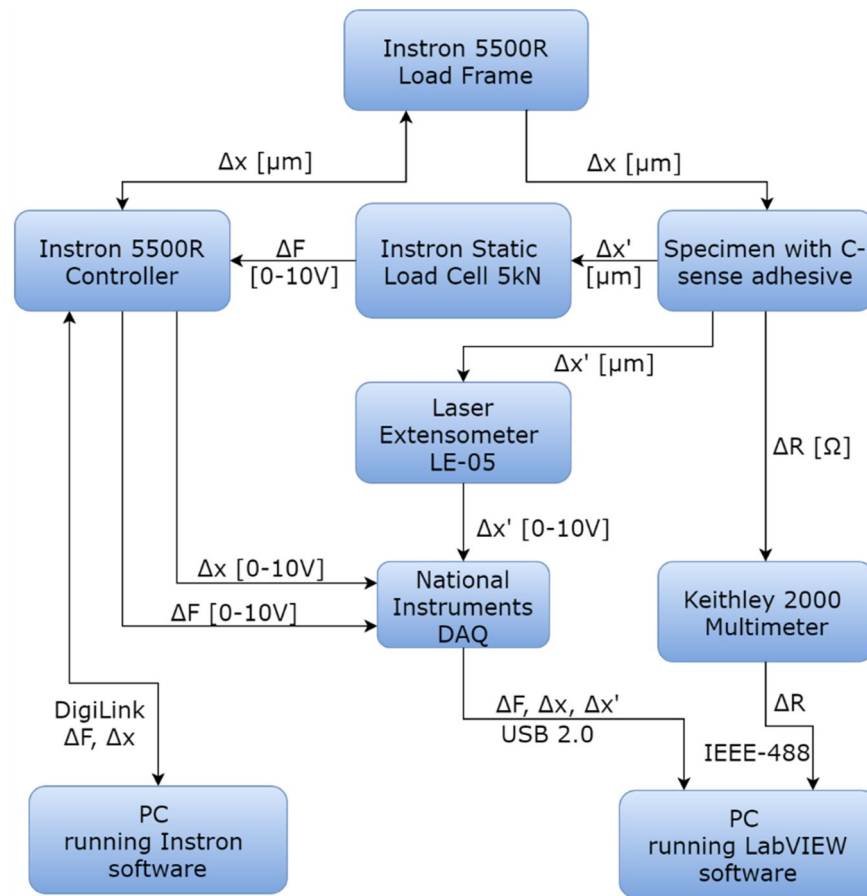 Instron 5500R
Load Frame
Δx [μm]
Δx [μm]
Instron 5500R
Controller
ΔF
[0-10V]
Instron Static
Load Cell 5kN
Δx'
[μm]
Specimen with C-
sense adhesive
Δx' [μm]
Laser
Extensometer
LE-05
ΔR [Ω]
Δx' [0-10V]
Δx [0-10V]
ΔF [0-10V]
National
Instruments
DAQ
Keithley 2000
Multimeter
DigiLink
ΔF, Δx
ΔF, Δx, Δx'
USB 2.0
ΔR
IEEE-488
PC
running Instron
software
PC
running LabVIEW
software